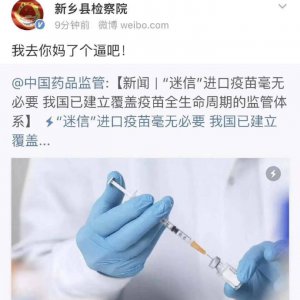 新乡县检察院
9分钟前 微博 weibo.com
我去你妈了个逼吧！
@中国药品监管:【新闻 | “迷信”进口疫苗毫无
必要 我国已建立覆盖疫苗全生命周期的监管体
系】 “迷信”进口疫苗毫无必要 我国已建立
覆盖...